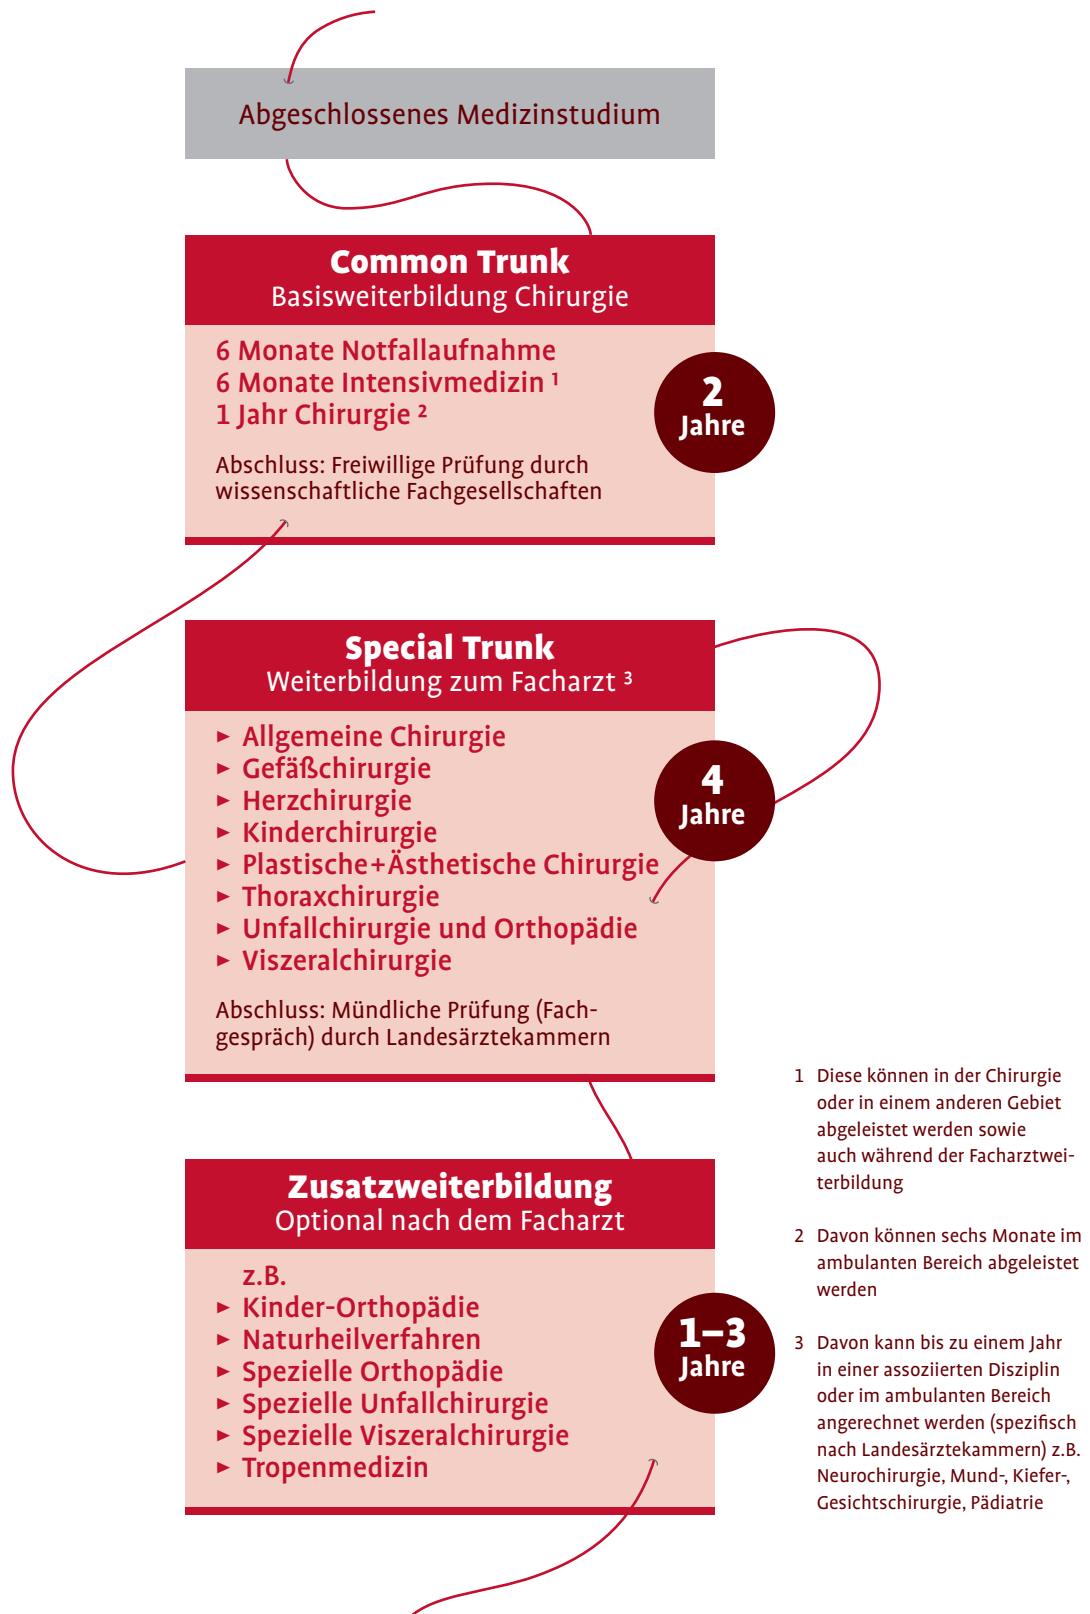 Abgeschlossenes Medizinstudium
Common Trunk
Basisweiterbildung Chirurgie
6 Monate Notfallaufnahme
6 Monate Intensivmedizin ¹
1 Jahr Chirurgie ²
2
Jahre
Abschluss: Freiwillige Prüfung durch
wissenschaftliche Fachgesellschaften
Special Trunk
Weiterbildung zum Facharzt ³
► Allgemeine Chirurgie
► Gefäßchirurgie
► Herzchirurgie
► Kinderchirurgie
► Plastische+Ästhetische Chirurgie
► Thoraxchirurgie
► Unfallchirurgie und Orthopädie
► Viszeralchirurgie
4
Jahre
Abschluss: Mündliche Prüfung (Fach-
gespräch) durch Landesärztekammern
Zusatzweiterbildung
Optional nach dem Facharzt
z.B.
► Kinder-Orthopädie
► Naturheilverfahren
► Spezielle Orthopädie
► Spezielle Unfallchirurgie
► Spezielle Viszeralchirurgie
► Tropenmedizin
1–3
Jahre
1 Diese können in der Chirurgie
oder in einem anderen Gebiet
abgeleistet werden sowie
auch während der Facharztwei-
terbildung
2 Davon können sechs Monate im
ambulanten Bereich abgeleistet
werden
3 Davon kann bis zu einem Jahr
in einer assoziierten Disziplin
oder im ambulanten Bereich
angerechnet werden (spezifisch
nach Landesärztekammern) z.B.
Neurochirurgie, Mund-, Kiefer-,
Gesichtschirurgie, Pädiatrie